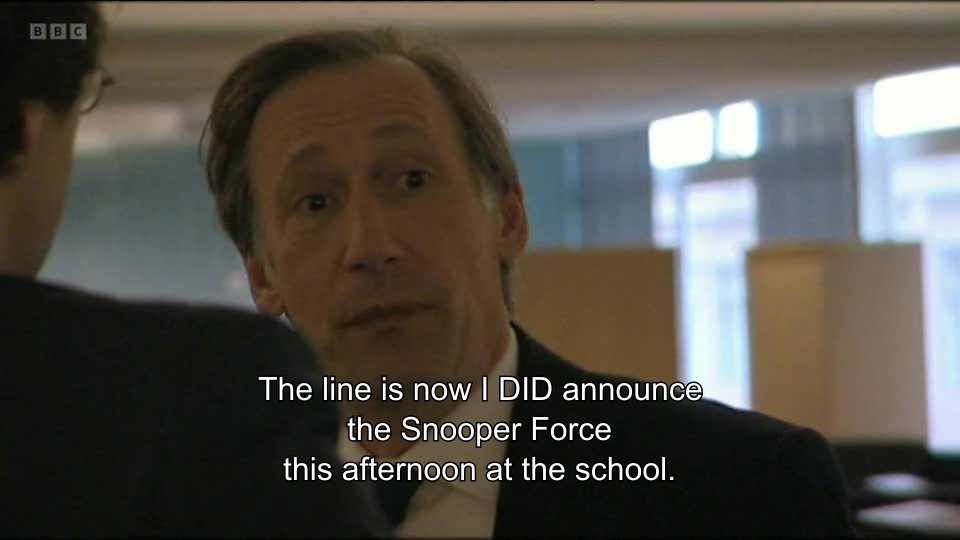 BBC
The line is now I DID announce
the Snooper Force
this afternoon at the school.